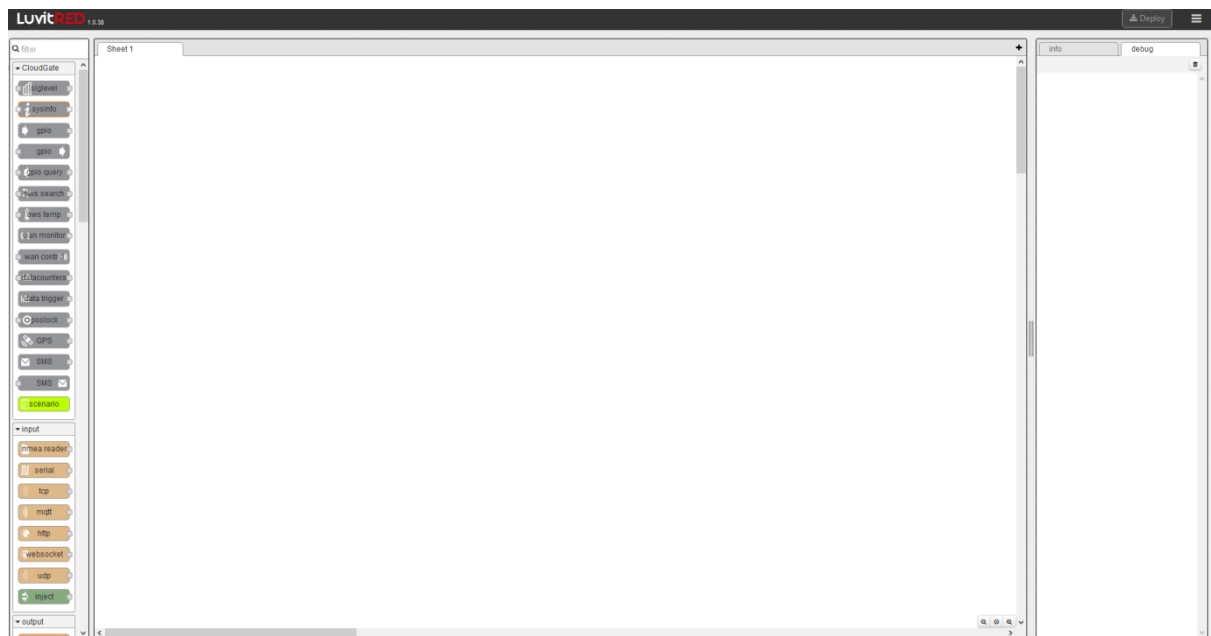 LuvitRED 1.0.38
Deploy
filter
Sheet 1
info
debug
CloudGate
siglevel
sysinfo
gpio
gpio
gpio query
ows search
ows temp
wan monitor
wan control
datacounters
data trigger
poslock
GPS
SMS
SMS
scenario
input
nmea reader
serial
tcp
mqtt
http
websocket
udp
inject
output